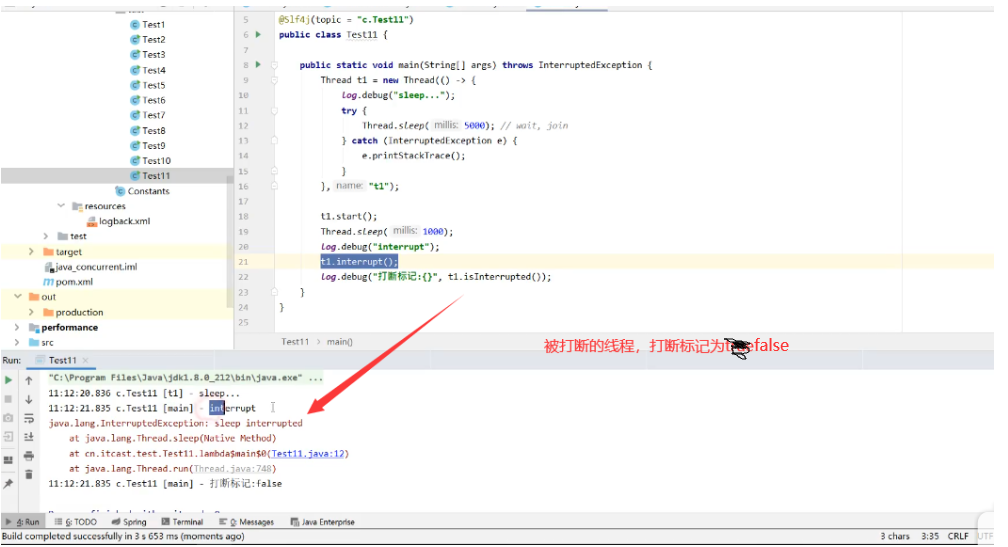 Test1
Test2
Test3
Test4
Test5
Test6
Test7
Test8
Test9
Test10
Test11
Constants
resources
logback.xml
test
target
java_concurrent.iml
pom.xml
out
production
performance
src
5 @Slf4j(topic = "c.Test11")
6 public class Test11 {
7
8 public static void main(String[] args) throws InterruptedException {
9 Thread t1 = new Thread(() -> {
10 log.debug("sleep...");
11 try {
12 Thread.sleep( millis: 5000); // wait, join
13 } catch (InterruptedException e) {
14 e.printStackTrace();
15 }
16 }, name: "t1");
17
18 t1.start();
19 Thread.sleep( millis: 1000);
20 log.debug("interrupt");
21 t1.interrupt();
22 log.debug("打断标记:{}", t1.isInterrupted());
23 }
24 }
25
Test11 › main()
被打断的线程，打断标记为false
Run: Test11 ×
"C:\Program Files\Java\jdk1.8.0_212\bin\java.exe" ...
11:12:20.836 c.Test11 [t1] - sleep...
11:12:21.835 c.Test11 [main] - interrupt
java.lang.InterruptedException: sleep interrupted
at java.lang.Thread.sleep(Native Method)
at cn.itcast.test.Test11.lambda$main$0(Test11.java:12)
at java.lang.Thread.run(Thread.java:748)
11:12:21.835 c.Test11 [main] - 打断标记:false
4: Run 6: TODO Spring Terminal 0: Messages Java Enterprise
Build completed successfully in 3 s 653 ms (moments ago) 3 chars 3:35 CRLF UTF